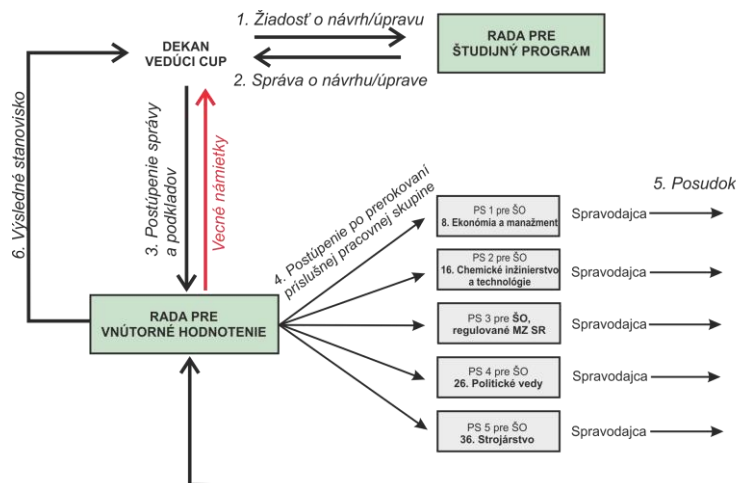 1. Žiadosť o návrh/úpravu
DEKAN
VEDÚCI CUP
RADA PRE
ŠTUDIJNÝ PROGRAM
2. Správa o návrhu/úprave
6. Výsledné stanovisko
3. Postúpenie správy
a podkladov
Vecné námietky
4. Postúpenie po prerokovaní
príslušnej pracovnej skupine
5. Posudok
PS 1 pre ŠO
8. Ekonómia a manažment
Spravodajca
PS 2 pre ŠO
16. Chemické inžinierstvo
a technológie
Spravodajca
RADA PRE
VNÚTORNÉ HODNOTENIE
PS 3 pre ŠO,
regulované MZ SR
Spravodajca
PS 4 pre ŠO
26. Politické vedy
Spravodajca
PS 5 pre ŠO
36. Strojárstvo
Spravodajca